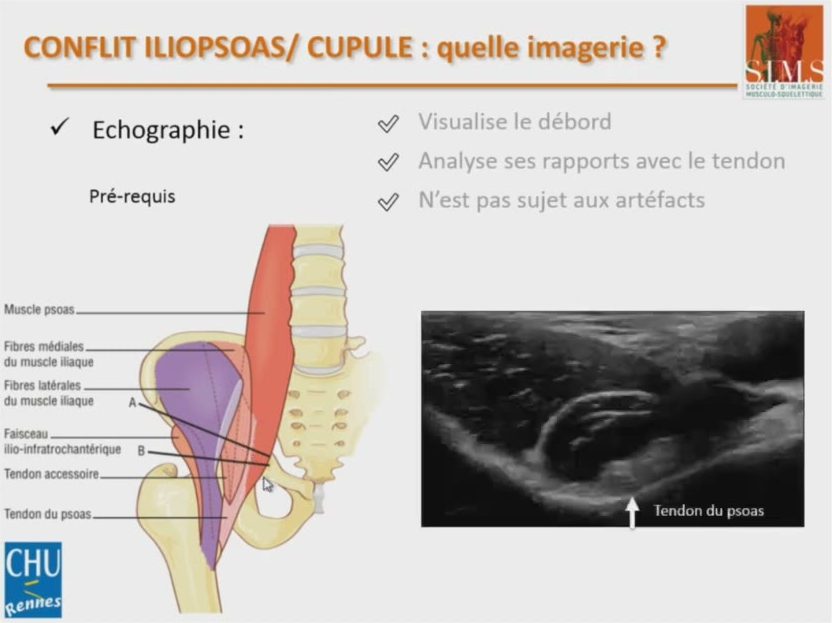 CONFLIT ILIOPSOAS/ CUPULE : quelle imagerie ?
S.I.M.S
SOCIÉTÉ D'IMAGERIE
MUSCULO-SQUELETTIQUE
Echographie :
Visualise le débord
Analyse ses rapports avec le tendon
N'est pas sujet aux artéfacts
Pré-requis
Muscle psoas
Fibres médiales
du muscle iliaque
Fibres latérales
du muscle iliaque
A
Faisceau
ilio-infratrochantérique
B
Tendon accessoire
Tendon du psoas
Tendon du psoas
CHU
Rennes